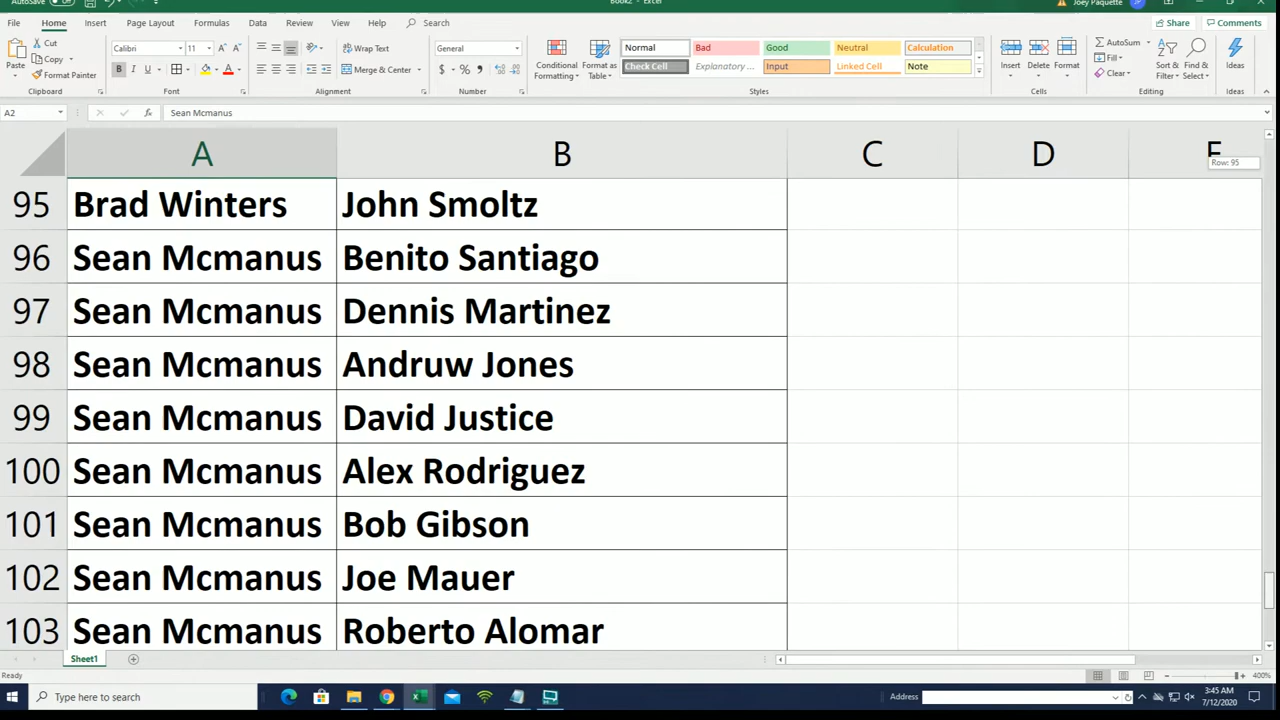 AutoSave Off Book2 - Excel Joey Paquette JP
File Home Insert Page Layout Formulas Data Review View Help Search Share Comments
Paste Cut Copy Format Painter Clipboard
Calibri 11 A A B I U A Font
Wrap Text Merge & Center Alignment
General $ % , Number
Conditional Formatting Format as Table
Normal Bad Good Neutral Calculation
Check Cell Explanatory ... Input Linked Cell Note
Styles
Insert Delete Format Cells
AutoSum Fill Clear Sort & Filter Find & Select Editing
Ideas Ideas
A2 fx Sean Mcmanus
A B C D
Row: 95
95 Brad Winters John Smoltz
96 Sean Mcmanus Benito Santiago
97 Sean Mcmanus Dennis Martinez
98 Sean Mcmanus Andruw Jones
99 Sean Mcmanus David Justice
100 Sean Mcmanus Alex Rodriguez
101 Sean Mcmanus Bob Gibson
102 Sean Mcmanus Joe Mauer
103 Sean Mcmanus Roberto Alomar
Sheet1
Ready 400%
Type here to search Address 3:45 AM
7/12/2020